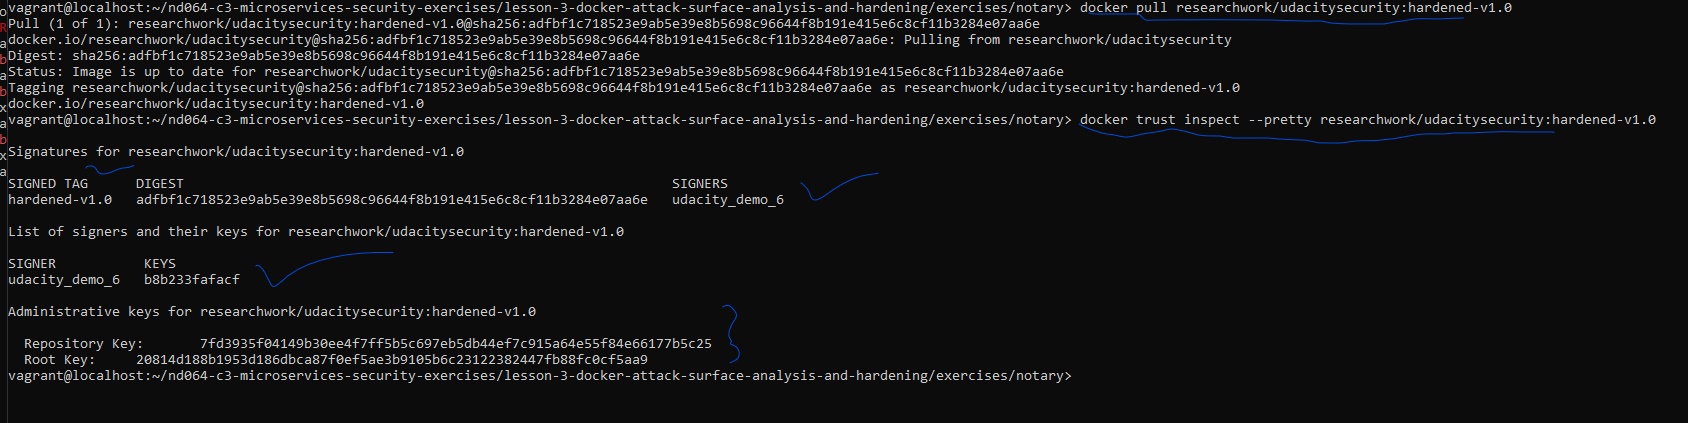 vagrant@localhost:~/nd064-c3-microservices-security-exercises/lesson-3-docker-attack-surface-analysis-and-hardening/exercises/notary> docker pull researchwork/udacitysecurity:hardened-v1.0
Pull (1 of 1): researchwork/udacitysecurity:hardened-v1.0@sha256:adfbf1c718523e9ab5e39e8b5698c96644f8b191e415e6c8cf11b3284e07aa6e
docker.io/researchwork/udacitysecurity@sha256:adfbf1c718523e9ab5e39e8b5698c96644f8b191e415e6c8cf11b3284e07aa6e: Pulling from researchwork/udacitysecurity
Digest: sha256:adfbf1c718523e9ab5e39e8b5698c96644f8b191e415e6c8cf11b3284e07aa6e
Status: Image is up to date for researchwork/udacitysecurity@sha256:adfbf1c718523e9ab5e39e8b5698c96644f8b191e415e6c8cf11b3284e07aa6e
Tagging researchwork/udacitysecurity@sha256:adfbf1c718523e9ab5e39e8b5698c96644f8b191e415e6c8cf11b3284e07aa6e as researchwork/udacitysecurity:hardened-v1.0
docker.io/researchwork/udacitysecurity:hardened-v1.0
vagrant@localhost:~/nd064-c3-microservices-security-exercises/lesson-3-docker-attack-surface-analysis-and-hardening/exercises/notary> docker trust inspect --pretty researchwork/udacitysecurity:hardened-v1.0
Signatures for researchwork/udacitysecurity:hardened-v1.0
SIGNED TAG DIGEST SIGNERS
hardened-v1.0 adfbf1c718523e9ab5e39e8b5698c96644f8b191e415e6c8cf11b3284e07aa6e udacity_demo_6
List of signers and their keys for researchwork/udacitysecurity:hardened-v1.0
SIGNER KEYS
udacity_demo_6 b8b233fafacf
Administrative keys for researchwork/udacitysecurity:hardened-v1.0
Repository Key: 7fd3935f04149b30ee4f7ff5b5c697eb5db44ef7c915a64e55f84e66177b5c25
Root Key: 20814d188b1953d186dbca87f0ef5ae3b9105b6c23122382447fb88fc0cf5aa9
vagrant@localhost:~/nd064-c3-microservices-security-exercises/lesson-3-docker-attack-surface-analysis-and-hardening/exercises/notary>